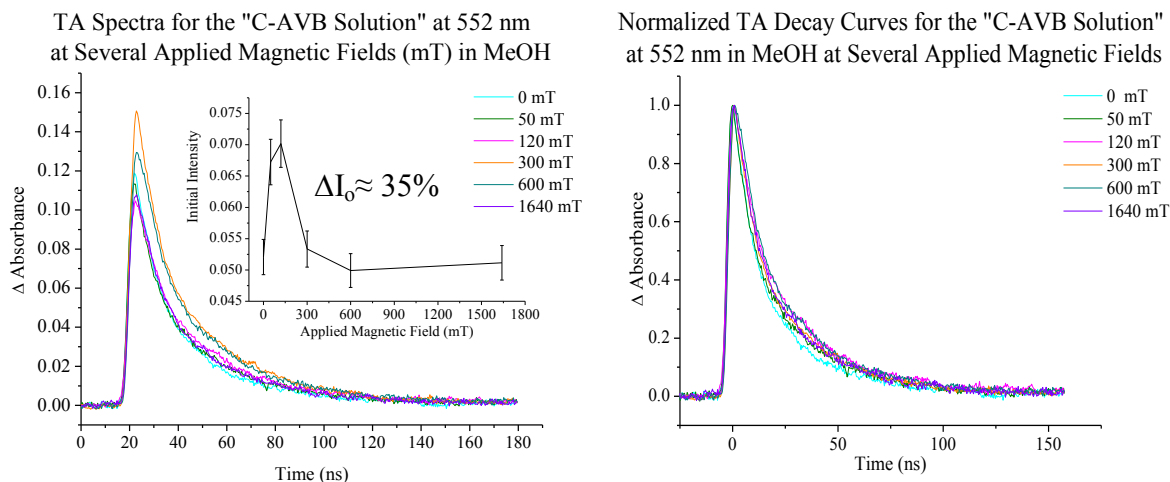 TA Spectra for the "C-AVB Solution" at 552 nm
at Several Applied Magnetic Fields (mT) in MeOH
0.16
0.14
0.12
0.10
0.08
0.06
0.04
0.02
0.00
Δ Absorbance
0 20 40 60 80 100 120 140 160 180
Time (ns)
0.075
0.070
0.065
0.060
0.055
0.050
0.045
Initial Intensity
ΔI₀≈ 35%
0 300 600 900 1200 1500 1800
Applied Magnetic Field (mT)
0 mT
50 mT
120 mT
300 mT
600 mT
1640 mT
Normalized TA Decay Curves for the "C-AVB Solution"
at 552 nm in MeOH at Several Applied Magnetic Fields
1.0
0.8
0.6
0.4
0.2
0.0
Δ Absorbance
0 50 100 150
Time (ns)
0 mT
50 mT
120 mT
300 mT
600 mT
1640 mT